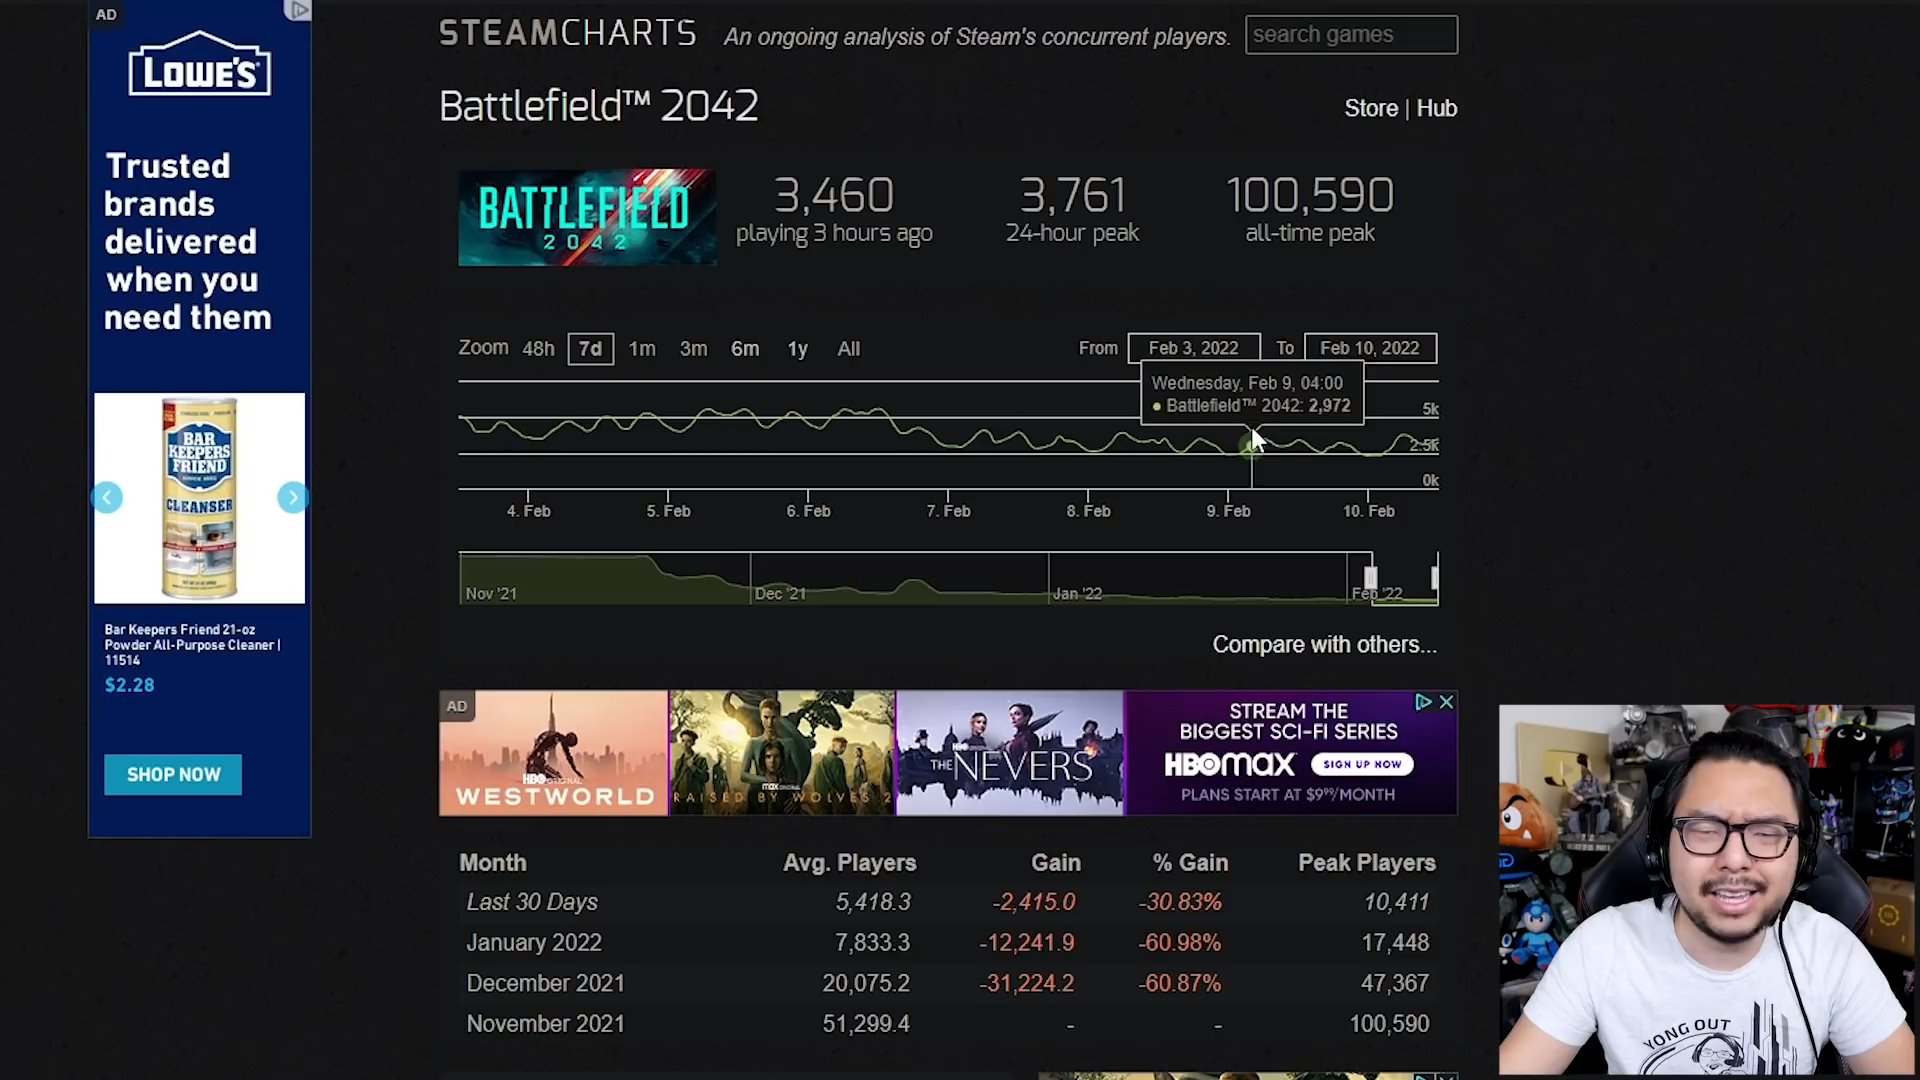 AD
LOWE'S
Trusted
brands
delivered
when you
need them
BAR
KEEPERS
FRIEND
CLEANSER
Bar Keepers Friend 21-oz
Powder All-Purpose Cleaner |
11514
$2.28
SHOP NOW
STEAMCHARTS An ongoing analysis of Steam's concurrent players. search games
Battlefield™ 2042 Store | Hub
BATTLEFIELD
2042
3,460 3,761 100,590
playing 3 hours ago 24-hour peak all-time peak
Zoom 48h 7d 1m 3m 6m 1y All From Feb 3, 2022 To Feb 10, 2022
Wednesday, Feb 9, 04:00
● Battlefield™ 2042: 2,972
5k
2.5k
0k
4. Feb 5. Feb 6. Feb 7. Feb 8. Feb 9. Feb 10. Feb
Nov '21 Dec '21 Jan '22 Feb '22
Compare with others...
AD
HBO ORIGINAL
WESTWORLD
max ORIGINAL
RAISED BY WOLVES 2
HBO ORIGINAL
THE NEVERS
STREAM THE
BIGGEST SCI-FI SERIES
HBOmax SIGN UP NOW
PLANS START AT $9⁹⁹/MONTH
Month Avg. Players Gain % Gain Peak Players
Last 30 Days 5,418.3 -2,415.0 -30.83% 10,411
January 2022 7,833.3 -12,241.9 -60.98% 17,448
December 2021 20,075.2 -31,224.2 -60.87% 47,367
November 2021 51,299.4 - - 100,590
YONG OUT